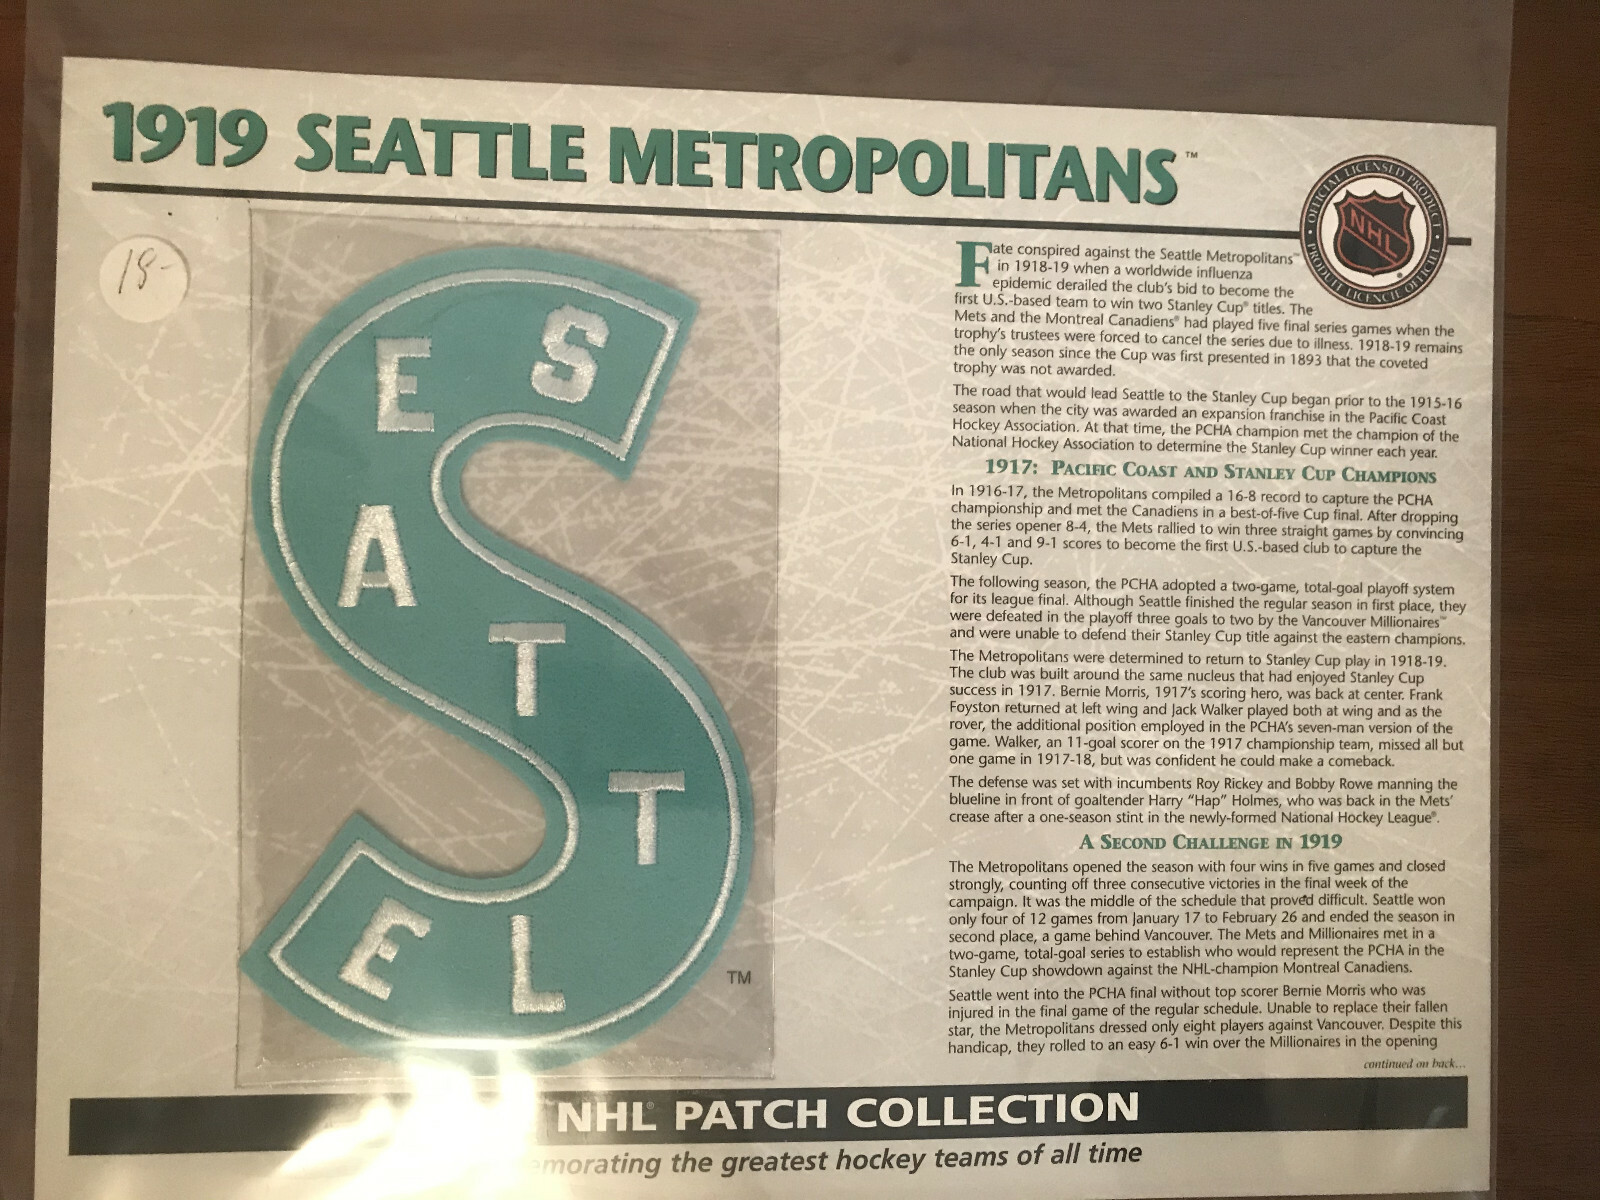 1919 SEATTLE METROPOLITANS™
OFFICIAL LICENSED PRODUCT
NHL
PRODUIT LICENCIÉ OFFICIEL
18-
S
E
A
T
T
L
E
TM
Fate conspired against the Seattle Metropolitans™
in 1918-19 when a worldwide influenza
epidemic derailed the club's bid to become the
first U.S.-based team to win two Stanley Cup® titles. The
Mets and the Montreal Canadiens® had played five final series games when the
trophy's trustees were forced to cancel the series due to illness. 1918-19 remains
the only season since the Cup was first presented in 1893 that the coveted
trophy was not awarded.
The road that would lead Seattle to the Stanley Cup began prior to the 1915-16
season when the city was awarded an expansion franchise in the Pacific Coast
Hockey Association. At that time, the PCHA champion met the champion of the
National Hockey Association to determine the Stanley Cup winner each year.
1917: PACIFIC COAST AND STANLEY CUP CHAMPIONS
In 1916-17, the Metropolitans compiled a 16-8 record to capture the PCHA
championship and met the Canadiens in a best-of-five Cup final. After dropping
the series opener 8-4, the Mets rallied to win three straight games by convincing
6-1, 4-1 and 9-1 scores to become the first U.S.-based club to capture the
Stanley Cup.
The following season, the PCHA adopted a two-game, total-goal playoff system
for its league final. Although Seattle finished the regular season in first place, they
were defeated in the playoff three goals to two by the Vancouver Millionaires™
and were unable to defend their Stanley Cup title against the eastern champions.
The Metropolitans were determined to return to Stanley Cup play in 1918-19.
The club was built around the same nucleus that had enjoyed Stanley Cup
success in 1917. Bernie Morris, 1917's scoring hero, was back at center. Frank
Foyston returned at left wing and Jack Walker played both at wing and as the
rover, the additional position employed in the PCHA's seven-man version of the
game. Walker, an 11-goal scorer on the 1917 championship team, missed all but
one game in 1917-18, but was confident he could make a comeback.
The defense was set with incumbents Roy Rickey and Bobby Rowe manning the
blueline in front of goaltender Harry "Hap" Holmes, who was back in the Mets'
crease after a one-season stint in the newly-formed National Hockey League®.
A SECOND CHALLENGE IN 1919
The Metropolitans opened the season with four wins in five games and closed
strongly, counting off three consecutive victories in the final week of the
campaign. It was the middle of the schedule that proved difficult. Seattle won
only four of 12 games from January 17 to February 26 and ended the season in
second place, a game behind Vancouver. The Mets and Millionaires met in a
two-game, total-goal series to establish who would represent the PCHA in the
Stanley Cup showdown against the NHL-champion Montreal Canadiens.
Seattle went into the PCHA final without top scorer Bernie Morris who was
injured in the final game of the regular schedule. Unable to replace their fallen
star, the Metropolitans dressed only eight players against Vancouver. Despite this
handicap, they rolled to an easy 6-1 win over the Millionaires in the opening
continued on back...
NHL® PATCH COLLECTION
the greatest hockey teams of all time